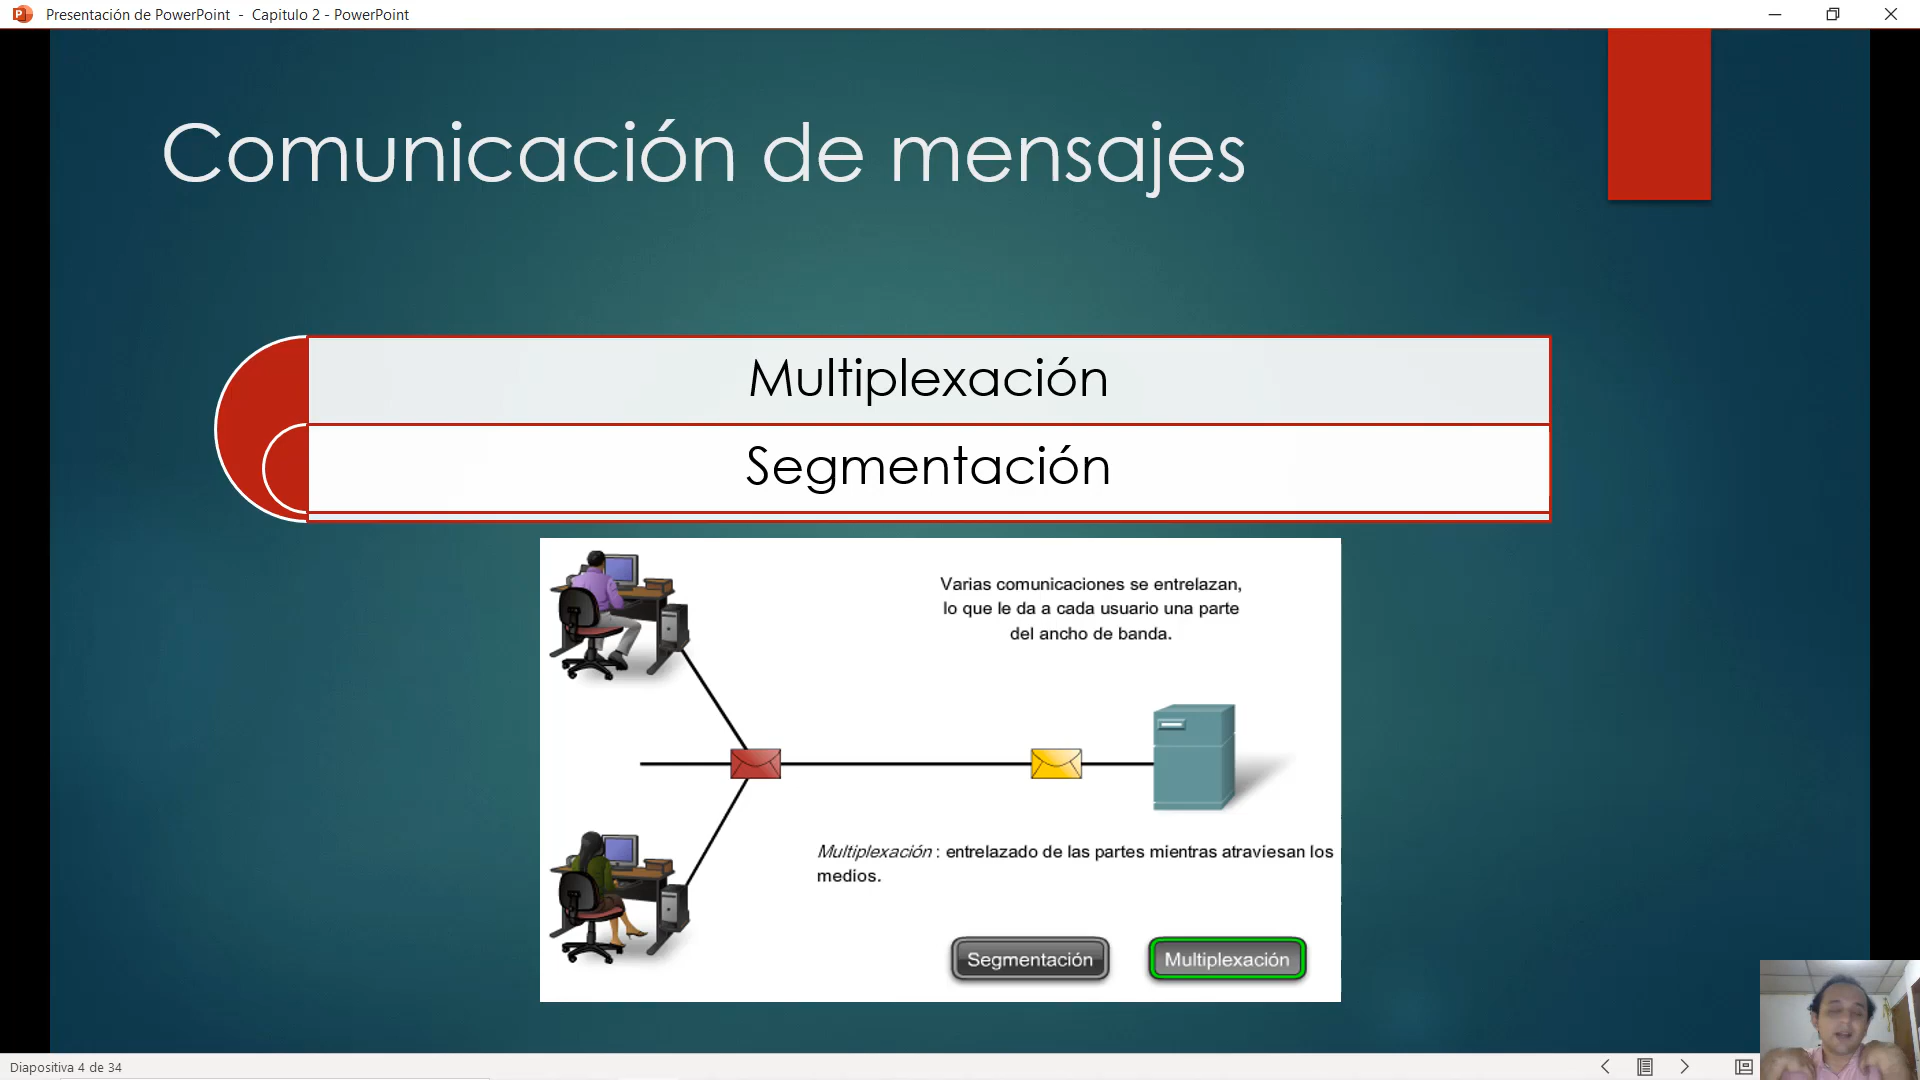 Presentación de PowerPoint - Capitulo 2 - PowerPoint
Comunicación de mensajes
Multiplexación
Segmentación
Varias comunicaciones se entrelazan,
lo que le da a cada usuario una parte
del ancho de banda.
Multiplexación : entrelazado de las partes mientras atraviesan los
medios.
Segmentación
Multiplexación
Diapositiva 4 de 34